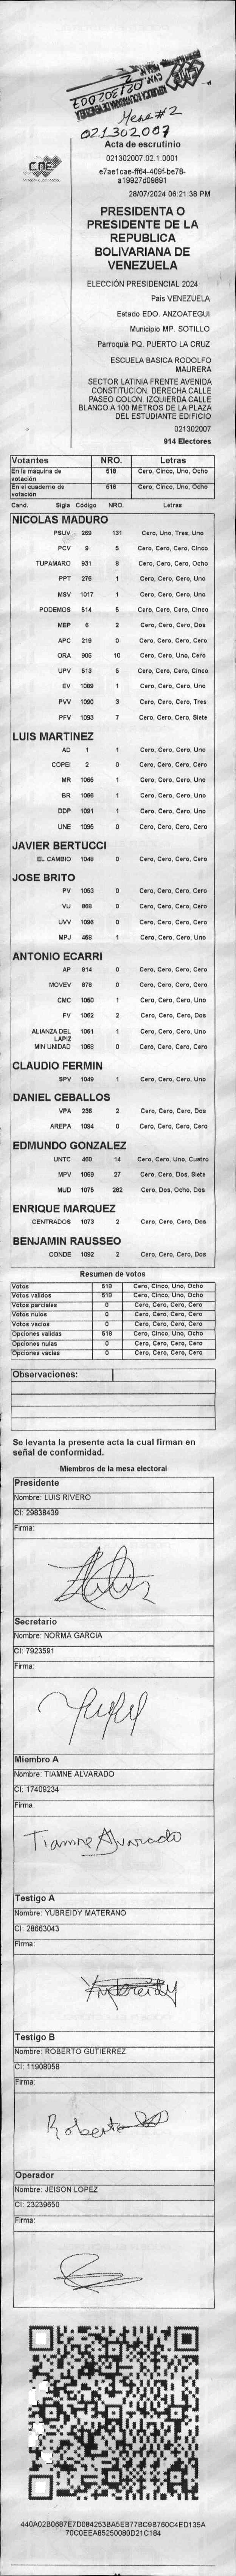 Mesa #2
021302007
CNE
Acta de escrutinio
021302007.02.1.0001
e7ae1cae-ff64-409f-be78-
a19927d09891
28/07/2024 06:21:38 PM
PRESIDENTA O
PRESIDENTE DE LA
REPUBLICA
BOLIVARIANA DE
VENEZUELA
ELECCIÓN PRESIDENCIAL 2024
Pais VENEZUELA
Estado EDO. ANZOATEGUI
Municipio MP. SOTILLO
Parroquia PQ. PUERTO LA CRUZ
ESCUELA BASICA RODOLFO
MAURERA
SECTOR LATINIA FRENTE AVENIDA
CONSTITUCION. DERECHA CALLE
PASEO COLON. IZQUIERDA CALLE
BLANCO A 100 METROS DE LA PLAZA
DEL ESTUDIANTE EDIFICIO
021302007
914 Electores
Votantes NRO. Letras
En la máquina de votación 518 Cero, Cinco, Uno, Ocho
En el cuaderno de votación 518 Cero, Cinco, Uno, Ocho
Cand. Sigla Código NRO. Letras
NICOLAS MADURO
PSUV 269 131 Cero, Uno, Tres, Uno
PCV 9 5 Cero, Cero, Cero, Cinco
TUPAMARO 931 8 Cero, Cero, Cero, Ocho
PPT 276 1 Cero, Cero, Cero, Uno
MSV 1017 1 Cero, Cero, Cero, Uno
PODEMOS 514 5 Cero, Cero, Cero, Cinco
MEP 6 2 Cero, Cero, Cero, Dos
APC 219 0 Cero, Cero, Cero, Cero
ORA 906 10 Cero, Cero, Uno, Cero
UPV 513 5 Cero, Cero, Cero, Cinco
EV 1089 1 Cero, Cero, Cero, Uno
PVV 1090 3 Cero, Cero, Cero, Tres
PFV 1093 7 Cero, Cero, Cero, Siete
LUIS MARTINEZ
AD 1 1 Cero, Cero, Cero, Uno
COPEI 2 0 Cero, Cero, Cero, Cero
MR 1065 1 Cero, Cero, Cero, Uno
BR 1066 1 Cero, Cero, Cero, Uno
DDP 1091 1 Cero, Cero, Cero, Uno
UNE 1095 0 Cero, Cero, Cero, Cero
JAVIER BERTUCCI
EL CAMBIO 1048 0 Cero, Cero, Cero, Cero
JOSE BRITO
PV 1053 0 Cero, Cero, Cero, Cero
VU 868 0 Cero, Cero, Cero, Cero
UVV 1096 0 Cero, Cero, Cero, Cero
MPJ 458 1 Cero, Cero, Cero, Uno
ANTONIO ECARRI
AP 814 0 Cero, Cero, Cero, Cero
MOVEV 878 0 Cero, Cero, Cero, Cero
CMC 1050 1 Cero, Cero, Cero, Uno
FV 1062 2 Cero, Cero, Cero, Dos
ALIANZA DEL LAPIZ 1051 1 Cero, Cero, Cero, Uno
MIN UNIDAD 1068 0 Cero, Cero, Cero, Cero
CLAUDIO FERMIN
SPV 1049 1 Cero, Cero, Cero, Uno
DANIEL CEBALLOS
VPA 236 2 Cero, Cero, Cero, Dos
AREPA 1094 0 Cero, Cero, Cero, Cero
EDMUNDO GONZALEZ
UNTC 460 14 Cero, Cero, Uno, Cuatro
MPV 1069 27 Cero, Cero, Dos, Siete
MUD 1075 282 Cero, Dos, Ocho, Dos
ENRIQUE MARQUEZ
CENTRADOS 1073 2 Cero, Cero, Cero, Dos
BENJAMIN RAUSSEO
CONDE 1092 2 Cero, Cero, Cero, Dos
Resumen de votos
Votos 518 Cero, Cinco, Uno, Ocho
Votos validos 518 Cero, Cinco, Uno, Ocho
Votos parciales 0 Cero, Cero, Cero, Cero
Votos nulos 0 Cero, Cero, Cero, Cero
Votos vacios 0 Cero, Cero, Cero, Cero
Opciones validas 518 Cero, Cinco, Uno, Ocho
Opciones nulas 0 Cero, Cero, Cero, Cero
Opciones vacias 0 Cero, Cero, Cero, Cero
Observaciones:
Se levanta la presente acta la cual firman en
señal de conformidad.
Miembros de la mesa electoral
Presidente
Nombre: LUIS RIVERO
CI: 29838439
Firma:
Secretario
Nombre: NORMA GARCIA
CI: 7923591
Firma:
Miembro A
Nombre: TIAMNE ALVARADO
CI: 17409234
Firma:
Tiamne Alvarado
Testigo A
Nombre: YUBREIDY MATERANO
CI: 28663043
Firma:
Testigo B
Nombre: ROBERTO GUTIERREZ
CI: 11908058
Firma:
Roberto
Operador
Nombre: JEISON LOPEZ
CI: 23239650
Firma:
440A02B0687E7D084253BA5EB77BC9B760C4ED135A
70C0EEA85250080D21C184